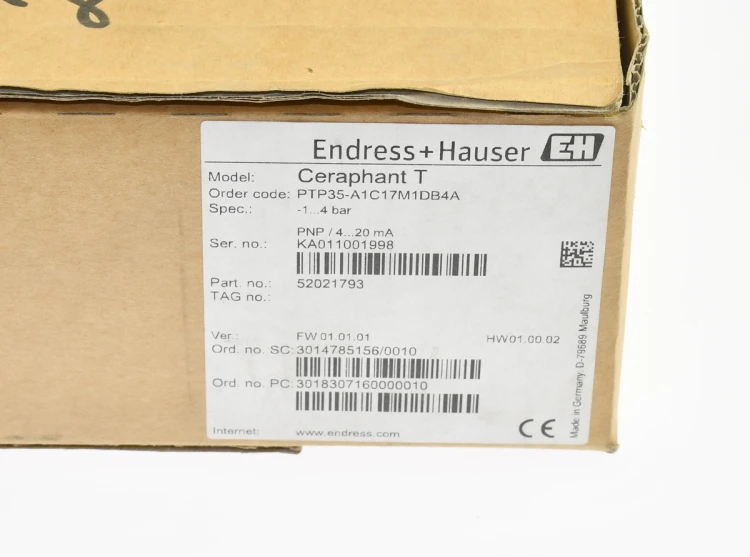 Endress+Hauser EH
Model: Ceraphant T
Order code: PTP35-A1C17M1DB4A
Spec.: -1...4 bar
PNP / 4...20 mA
Ser. no.: KA011001998
Part. no.: 52021793
TAG no.:
Ver.: FW 01.01.01 HW01.00.02
Ord. no. SC: 3014785156/0010
Ord. no. PC: 3018307160000010
Internet: www.endress.com
CE
Made in Germany D-79689 Maulburg